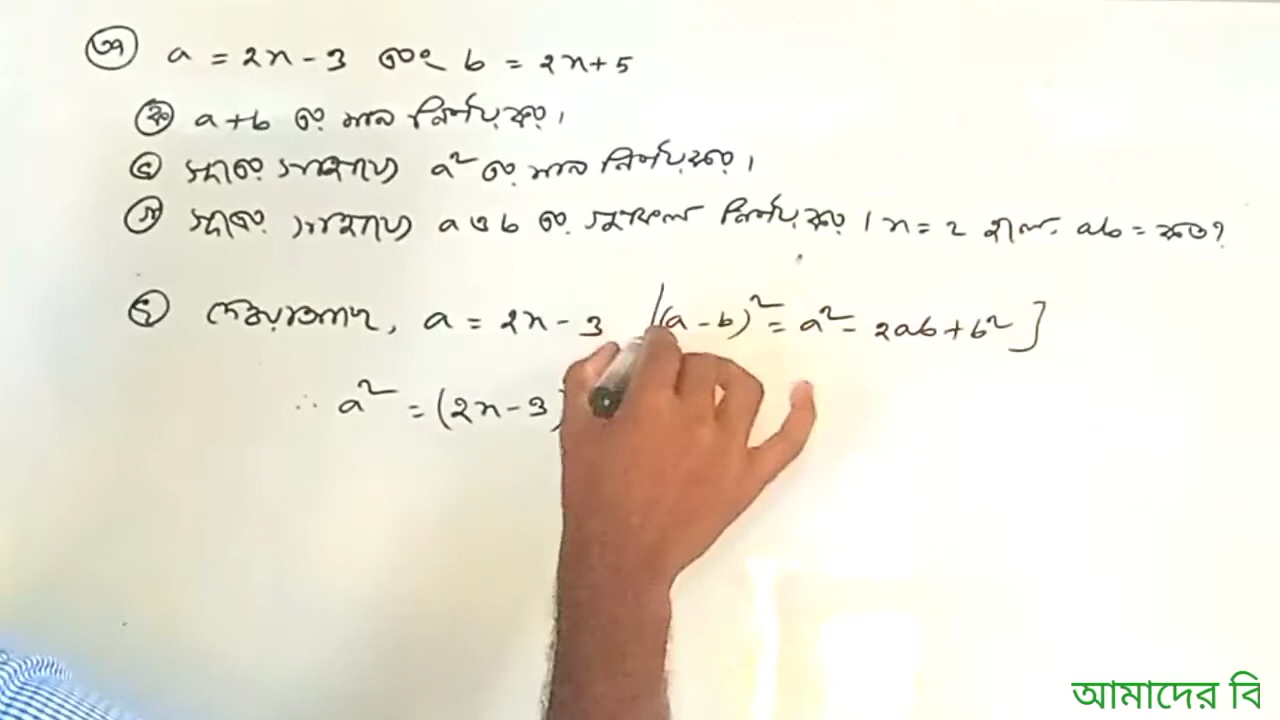 (অ) a = 2x - 3 এবং b = 2x + 5
(ক) a + b এর মান নির্ণয় কর।
(খ) সূত্রের সাহায্যে a² এর মান নির্ণয় কর।
(গ) সূত্রের সাহায্যে a ও b এর গুণফল নির্ণয় কর। x = 2 হলে ab = কত?
(খ) দেওয়া আছে, a = 2x - 3 [(a - b)² = a² - 2ab + b²]
∴ a² = (2x - 3)
আমাদের বি